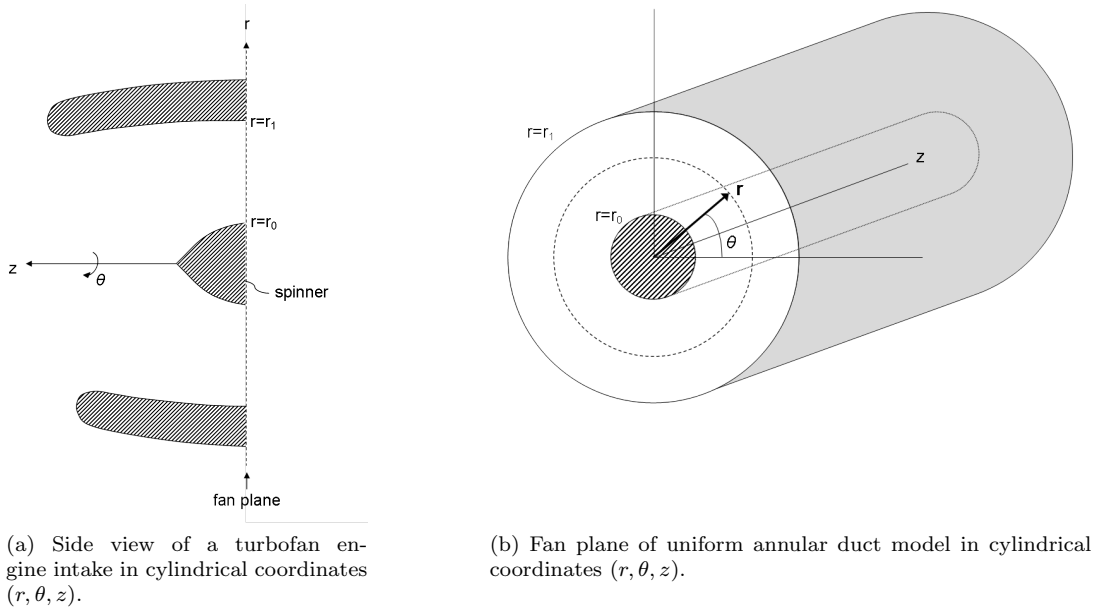 r
r=r₁
r=r₀
z
θ
spinner
fan plane
(a) Side view of a turbofan en-
gine intake in cylindrical coordinates
(r, θ, z).
r=r₁
z
r
r=r₀
θ
(b) Fan plane of uniform annular duct model in cylindrical
coordinates (r, θ, z).